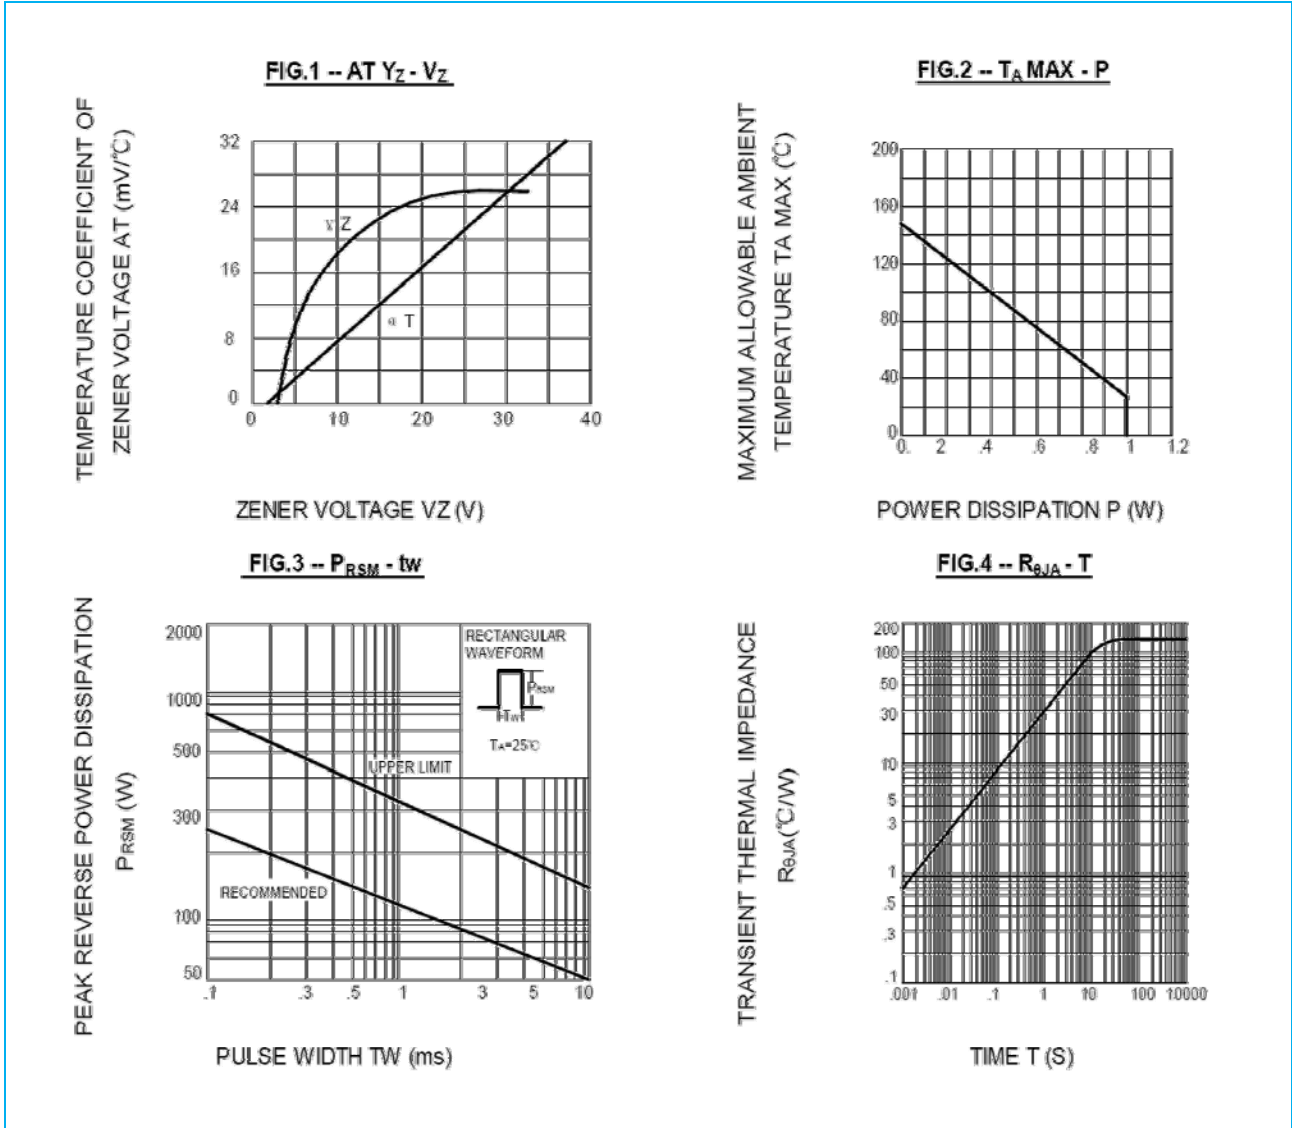 FIG.1 -- AT YZ - VZ
TEMPERATURE COEFFICIENT OF
ZENER VOLTAGE AT (mV/℃)
32
24
16
8
0
γ Z
α T
0 10 20 30 40
ZENER VOLTAGE VZ (V)
FIG.2 -- TA MAX - P
MAXIMUM ALLOWABLE AMBIENT
TEMPERATURE TA MAX (℃)
200
160
120
80
40
0
0. 2 .4 .6 .8 1 1.2
POWER DISSIPATION P (W)
FIG.3 -- PRSM - tw
PEAK REVERSE POWER DISSIPATION
PRSM (W)
2000
1000
500
300
100
50
RECTANGULAR
WAVEFORM
PRSM
TW
TA=25℃
UPPER LIMIT
RECOMMENDED
.1 .3 .5 1 3 5 10
PULSE WIDTH TW (ms)
FIG.4 -- RθJA - T
TRANSIENT THERMAL IMPEDANCE
RθJA(℃/W)
200
100
50
30
10
5
3
1
.5
.3
.1
.001 .01 .1 1 10 100 10000
TIME T (S)